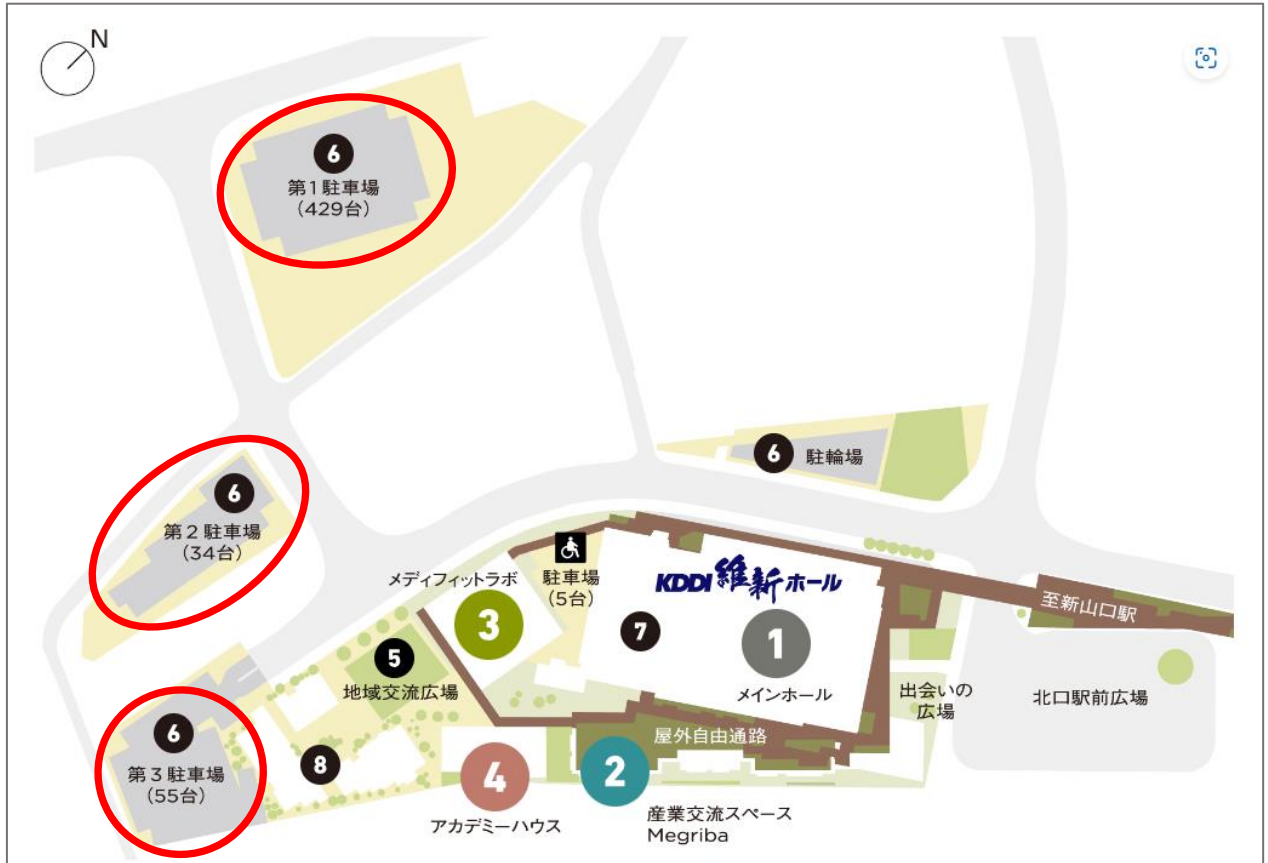 N
6
第1駐車場
(429台)
6
駐輪場
6
第2駐車場
(34台)
メディフィットラボ
3
駐車場
(5台)
KDDI維新ホール
7
1
メインホール
至新山口駅
5
地域交流広場
出会いの
広場
北口駅前広場
屋外自由通路
6
第3駐車場
(55台)
8
4
アカデミーハウス
2
産業交流スペース
Megriba